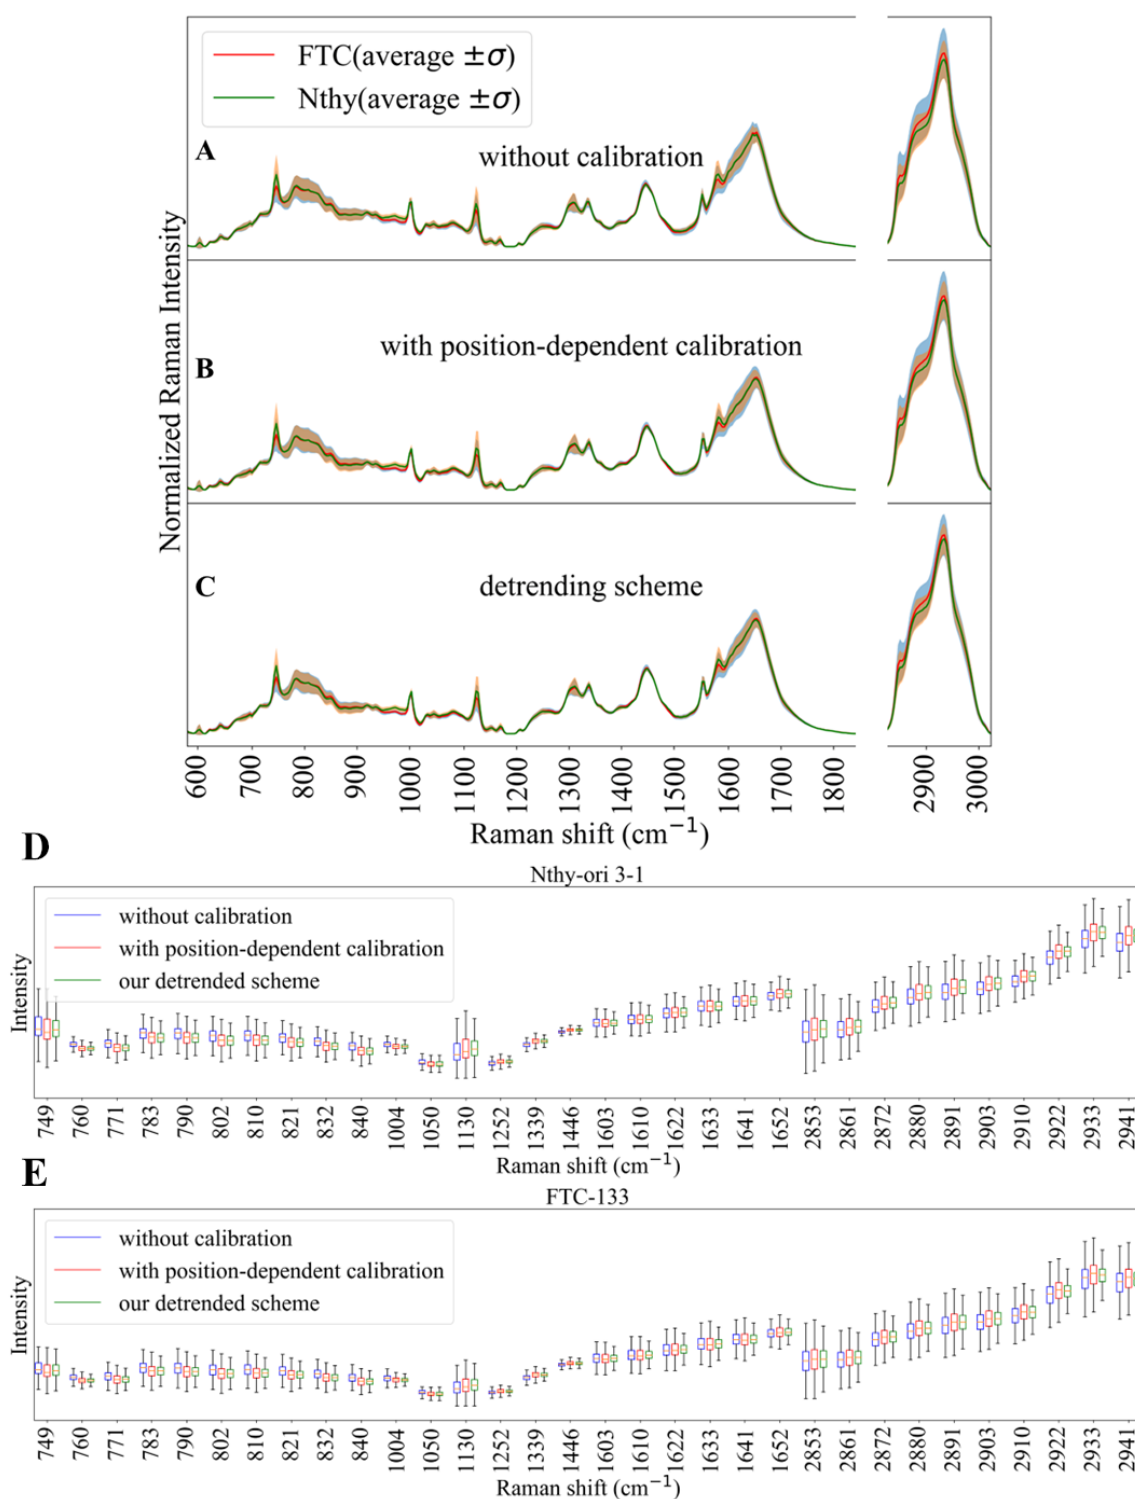 FTC(average ±σ)
Nthy(average ±σ)
A
without calibration
B
with position-dependent calibration
C
detrending scheme
Normalized Raman Intensity
600 700 800 900 1000 1100 1200 1300 1400 1500 1600 1700 1800 2900 3000
Raman shift (cm⁻¹)
D
Nthy-ori 3-1
without calibration
with position-dependent calibration
our detrended scheme
Intensity
749 760 771 783 790 802 810 821 832 840 1004 1050 1130 1252 1339 1446 1603 1610 1622 1633 1641 1652 2853 2861 2872 2880 2891 2903 2910 2922 2933 2941
Raman shift (cm⁻¹)
E
FTC-133
without calibration
with position-dependent calibration
our detrended scheme
Intensity
749 760 771 783 790 802 810 821 832 840 1004 1050 1130 1252 1339 1446 1603 1610 1622 1633 1641 1652 2853 2861 2872 2880 2891 2903 2910 2922 2933 2941
Raman shift (cm⁻¹)